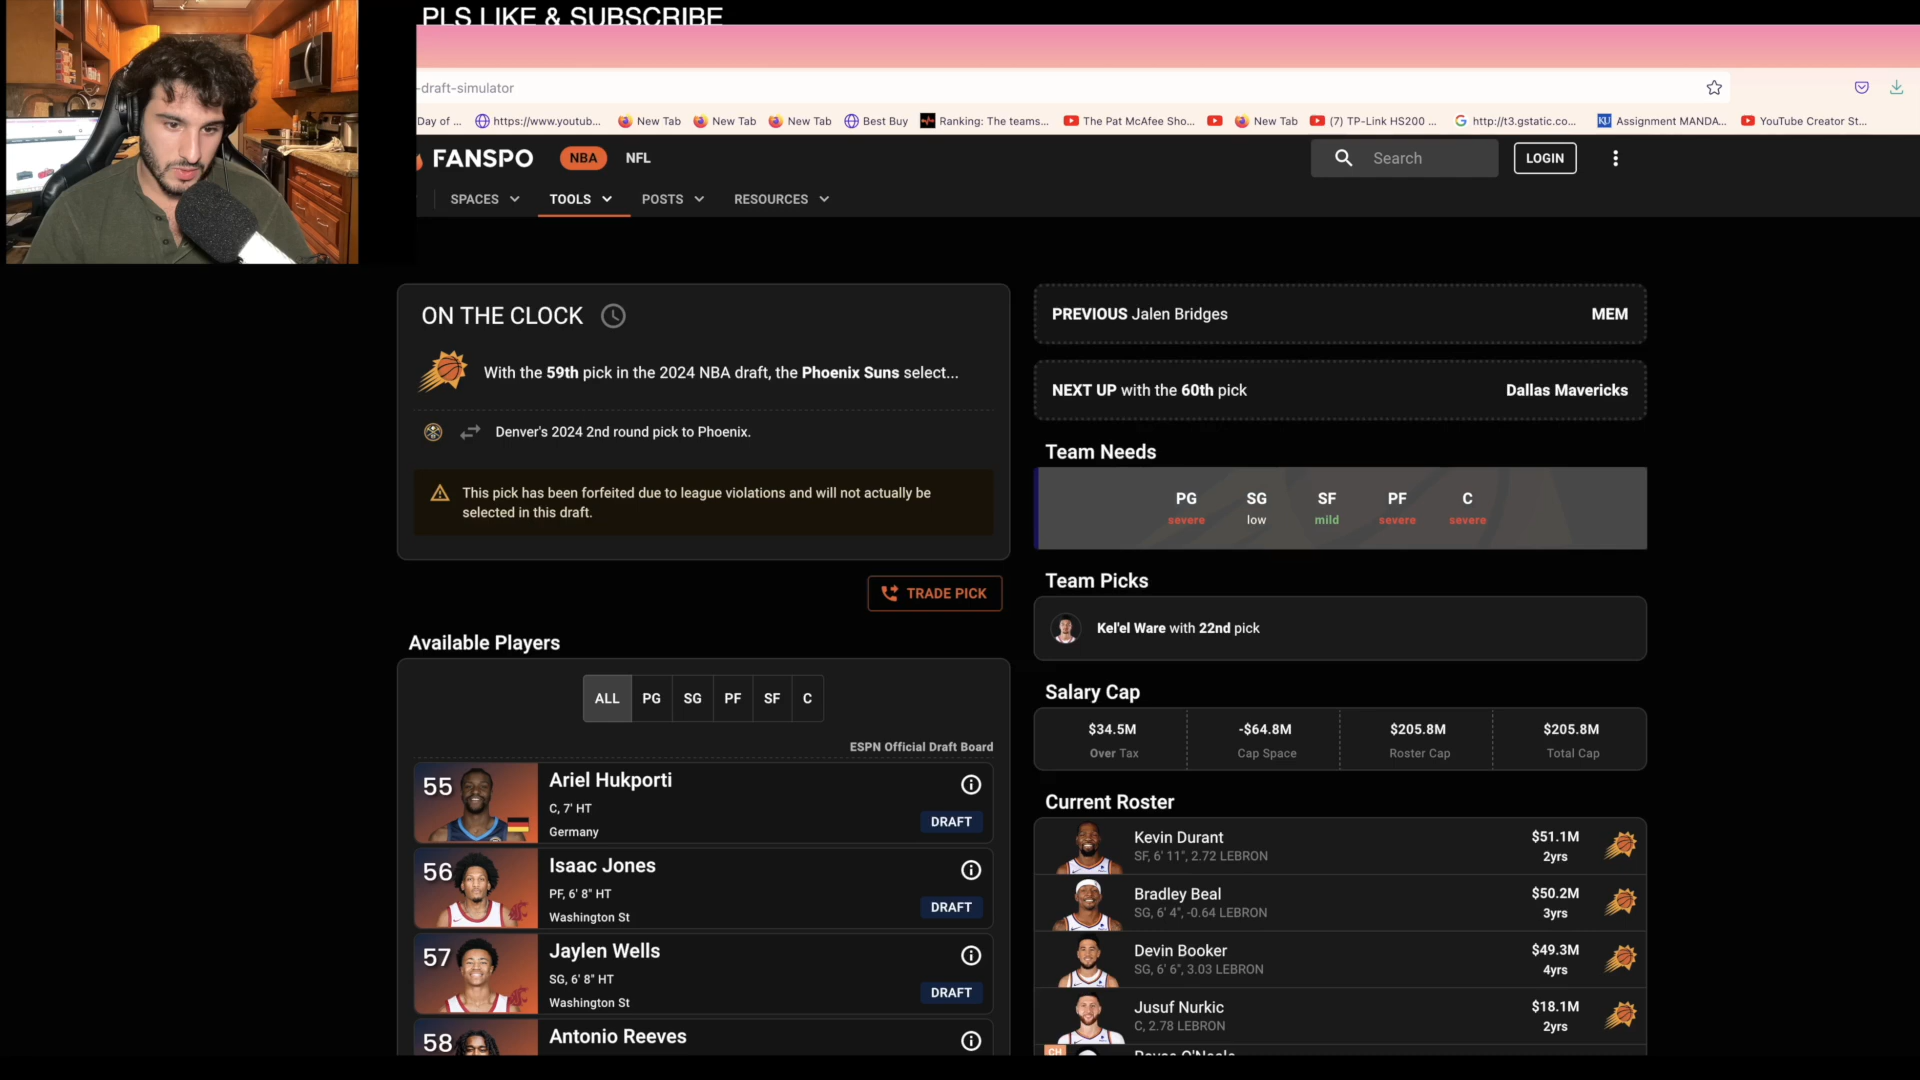 PLS LIKE & SUBSCRIBE
-draft-simulator
Day of ...
https://www.youtub...
New Tab
New Tab
New Tab
Best Buy
Ranking: The teams...
The Pat McAfee Sho...
New Tab
(7) TP-Link HS200 ...
http://t3.gstatic.co...
KU
Assignment MANDA...
YouTube Creator St...
FANSPO
NBA
NFL
Search
LOGIN
SPACES
TOOLS
POSTS
RESOURCES
ON THE CLOCK
With the 59th pick in the 2024 NBA draft, the Phoenix Suns select...
Denver's 2024 2nd round pick to Phoenix.
This pick has been forfeited due to league violations and will not actually be
selected in this draft.
TRADE PICK
Available Players
ALL
PG
SG
PF
SF
C
ESPN Official Draft Board
55
Ariel Hukporti
C, 7' HT
Germany
DRAFT
56
Isaac Jones
PF, 6' 8" HT
Washington St
DRAFT
57
Jaylen Wells
SG, 6' 8" HT
Washington St
DRAFT
58
Antonio Reeves
PREVIOUS Jalen Bridges
MEM
NEXT UP with the 60th pick
Dallas Mavericks
Team Needs
PG SG SF PF C
severe low mild severe severe
Team Picks
Kel'el Ware with 22nd pick
Salary Cap
$34.5M -$64.8M $205.8M $205.8M
Over Tax Cap Space Roster Cap Total Cap
Current Roster
Kevin Durant
SF, 6' 11", 2.72 LEBRON
$51.1M
2yrs
Bradley Beal
SG, 6' 4", -0.64 LEBRON
$50.2M
3yrs
Devin Booker
SG, 6' 6", 3.03 LEBRON
$49.3M
4yrs
Jusuf Nurkic
C, 2.78 LEBRON
$18.1M
2yrs
CH
Royce O'Neale